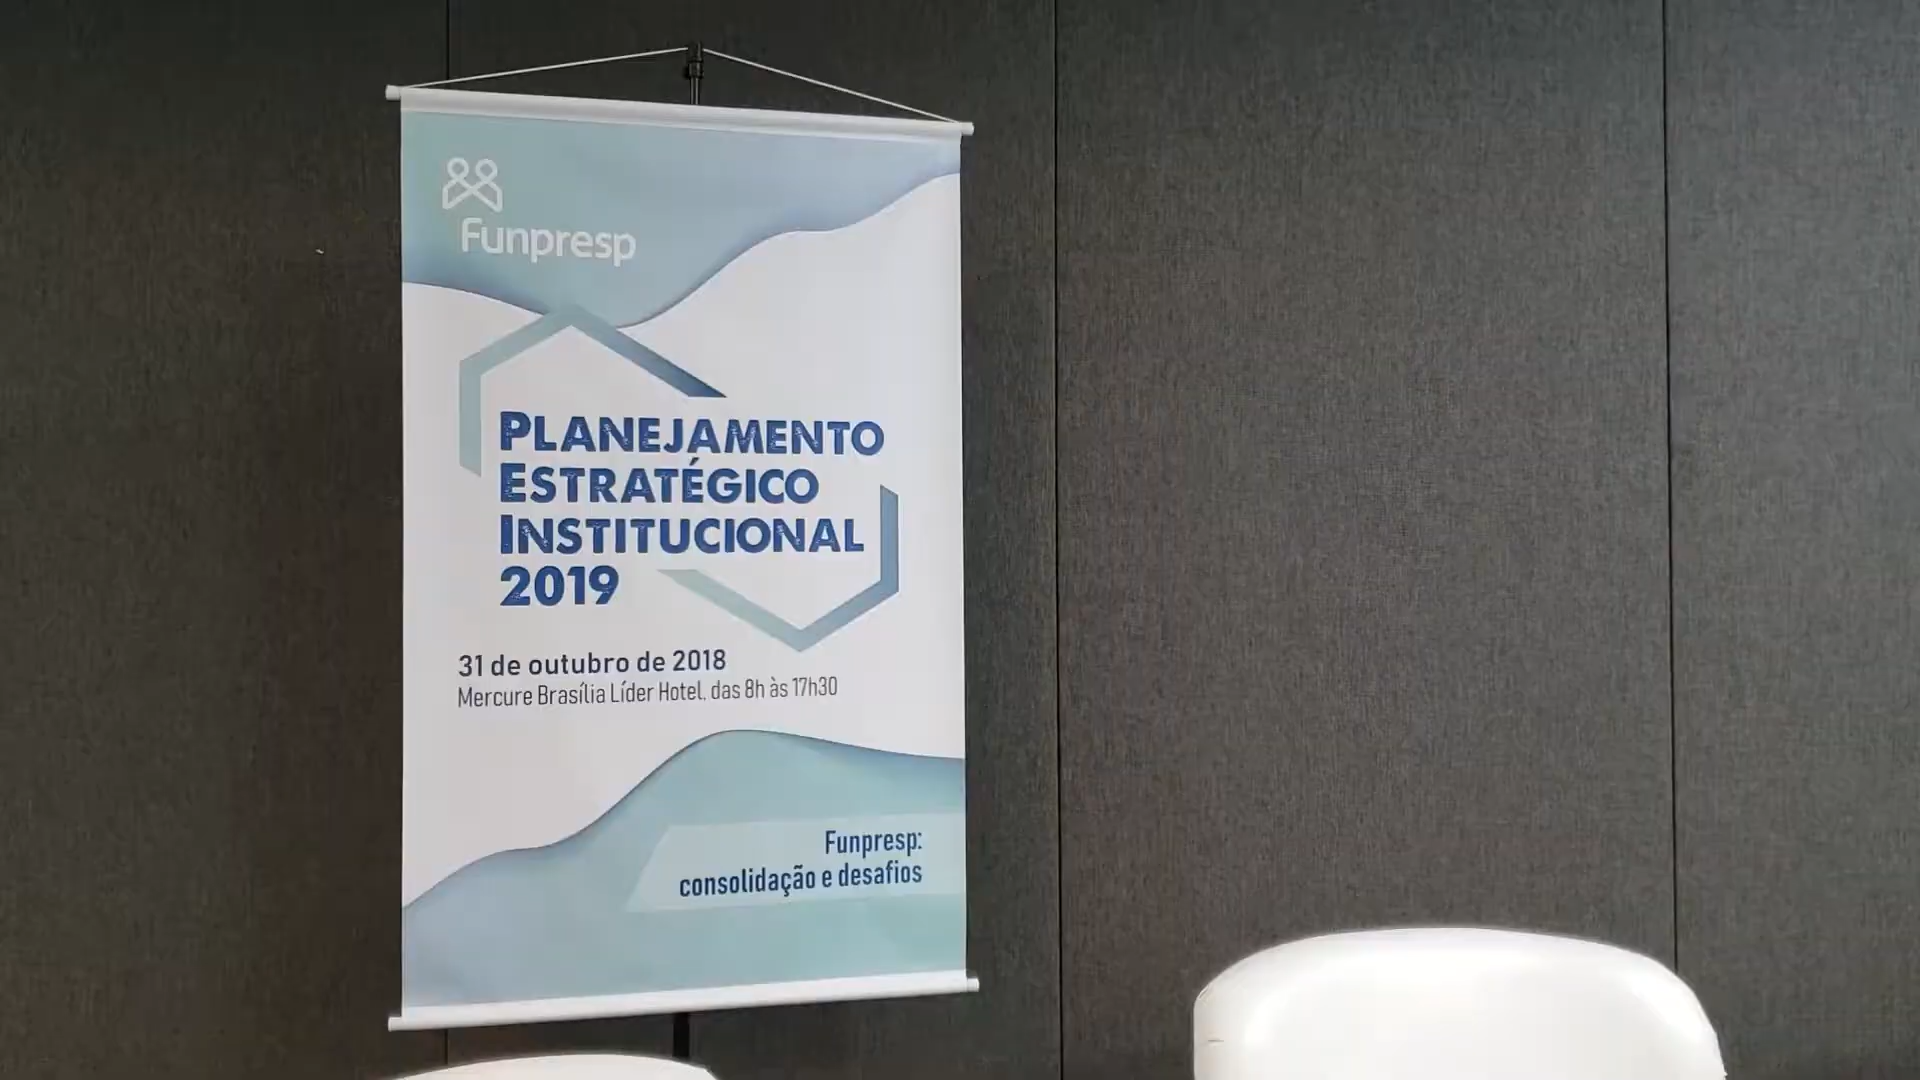 Funpresp
PLANEJAMENTO
ESTRATÉGICO
INSTITUCIONAL
2019
31 de outubro de 2018
Mercure Brasília Líder Hotel, das 8h às 17h30
Funpresp:
consolidação e desafios